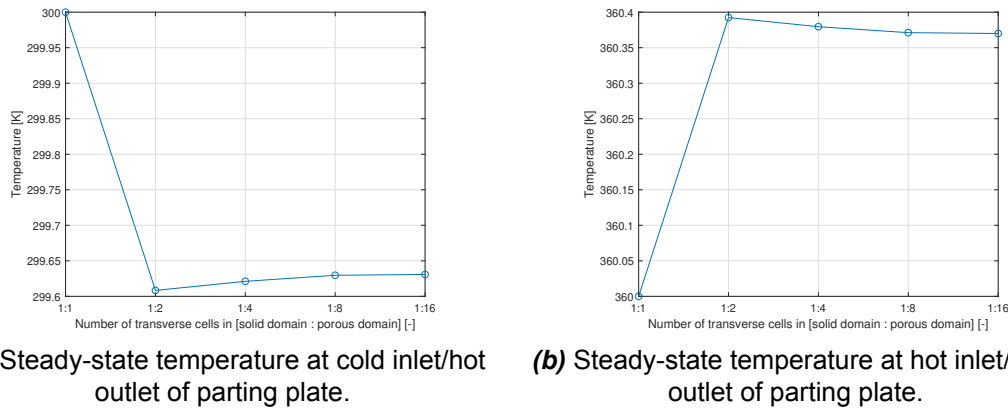 300
299.95
299.9
299.85
299.8
299.75
299.7
299.65
299.6
Temperature [K]
1:1 1:2 1:4 1:8 1:16
Number of transverse cells in [solid domain : porous domain] [-]
Steady-state temperature at cold inlet/hot
outlet of parting plate.
360.4
360.35
360.3
360.25
360.2
360.15
360.1
360.05
360
Temperature [K]
1:1 1:2 1:4 1:8 1:16
Number of transverse cells in [solid domain : porous domain] [-]
(b) Steady-state temperature at hot inlet/
outlet of parting plate.